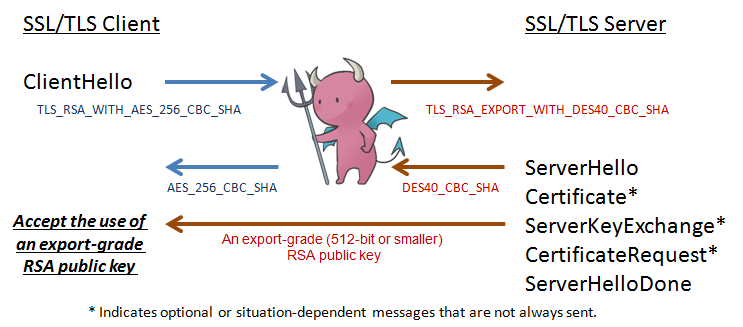 SSL/TLS Client
SSL/TLS Server
ClientHello
TLS_RSA_WITH_AES_256_CBC_SHA
TLS_RSA_EXPORT_WITH_DES40_CBC_SHA
AES_256_CBC_SHA
DES40_CBC_SHA
ServerHello
Certificate*
ServerKeyExchange*
CertificateRequest*
ServerHelloDone
Accept the use of
an export-grade
RSA public key
An export-grade (512-bit or smaller)
RSA public key
* Indicates optional or situation-dependent messages that are not always sent.